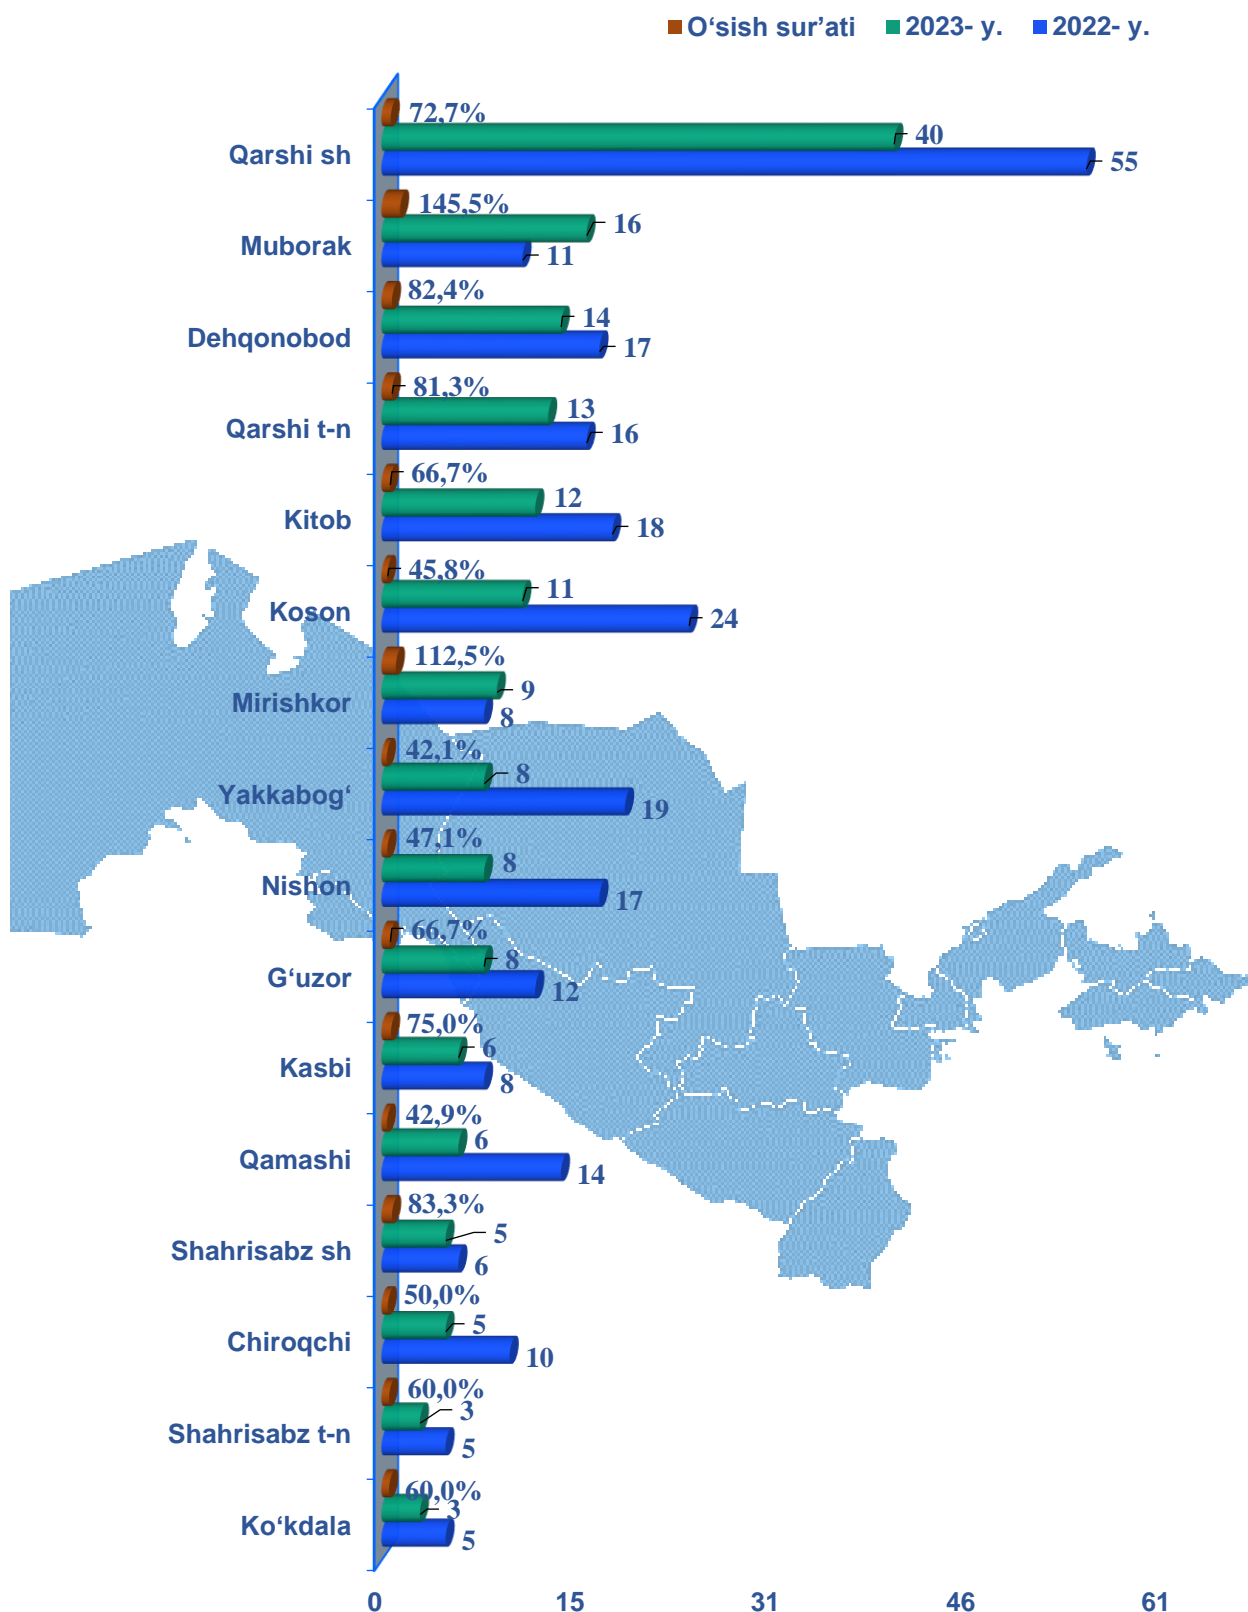 O‘sish sur’ati 2023- y. 2022- y.
72,7%
40
Qarshi sh
55
145,5%
16
Muborak
11
82,4%
14
Dehqonobod
17
81,3%
13
Qarshi t-n
16
66,7%
12
Kitob
18
45,8%
11
Koson
24
112,5%
9
Mirishkor
8
42,1%
8
Yakkabog‘
19
47,1%
8
Nishon
17
66,7%
8
G‘uzor
12
75,0%
6
Kasbi
8
42,9%
6
Qamashi
14
83,3%
5
Shahrisabz sh
6
50,0%
5
Chiroqchi
10
60,0%
3
Shahrisabz t-n
5
60,0%
3
Ko‘kdala
5
0 15 31 46 61